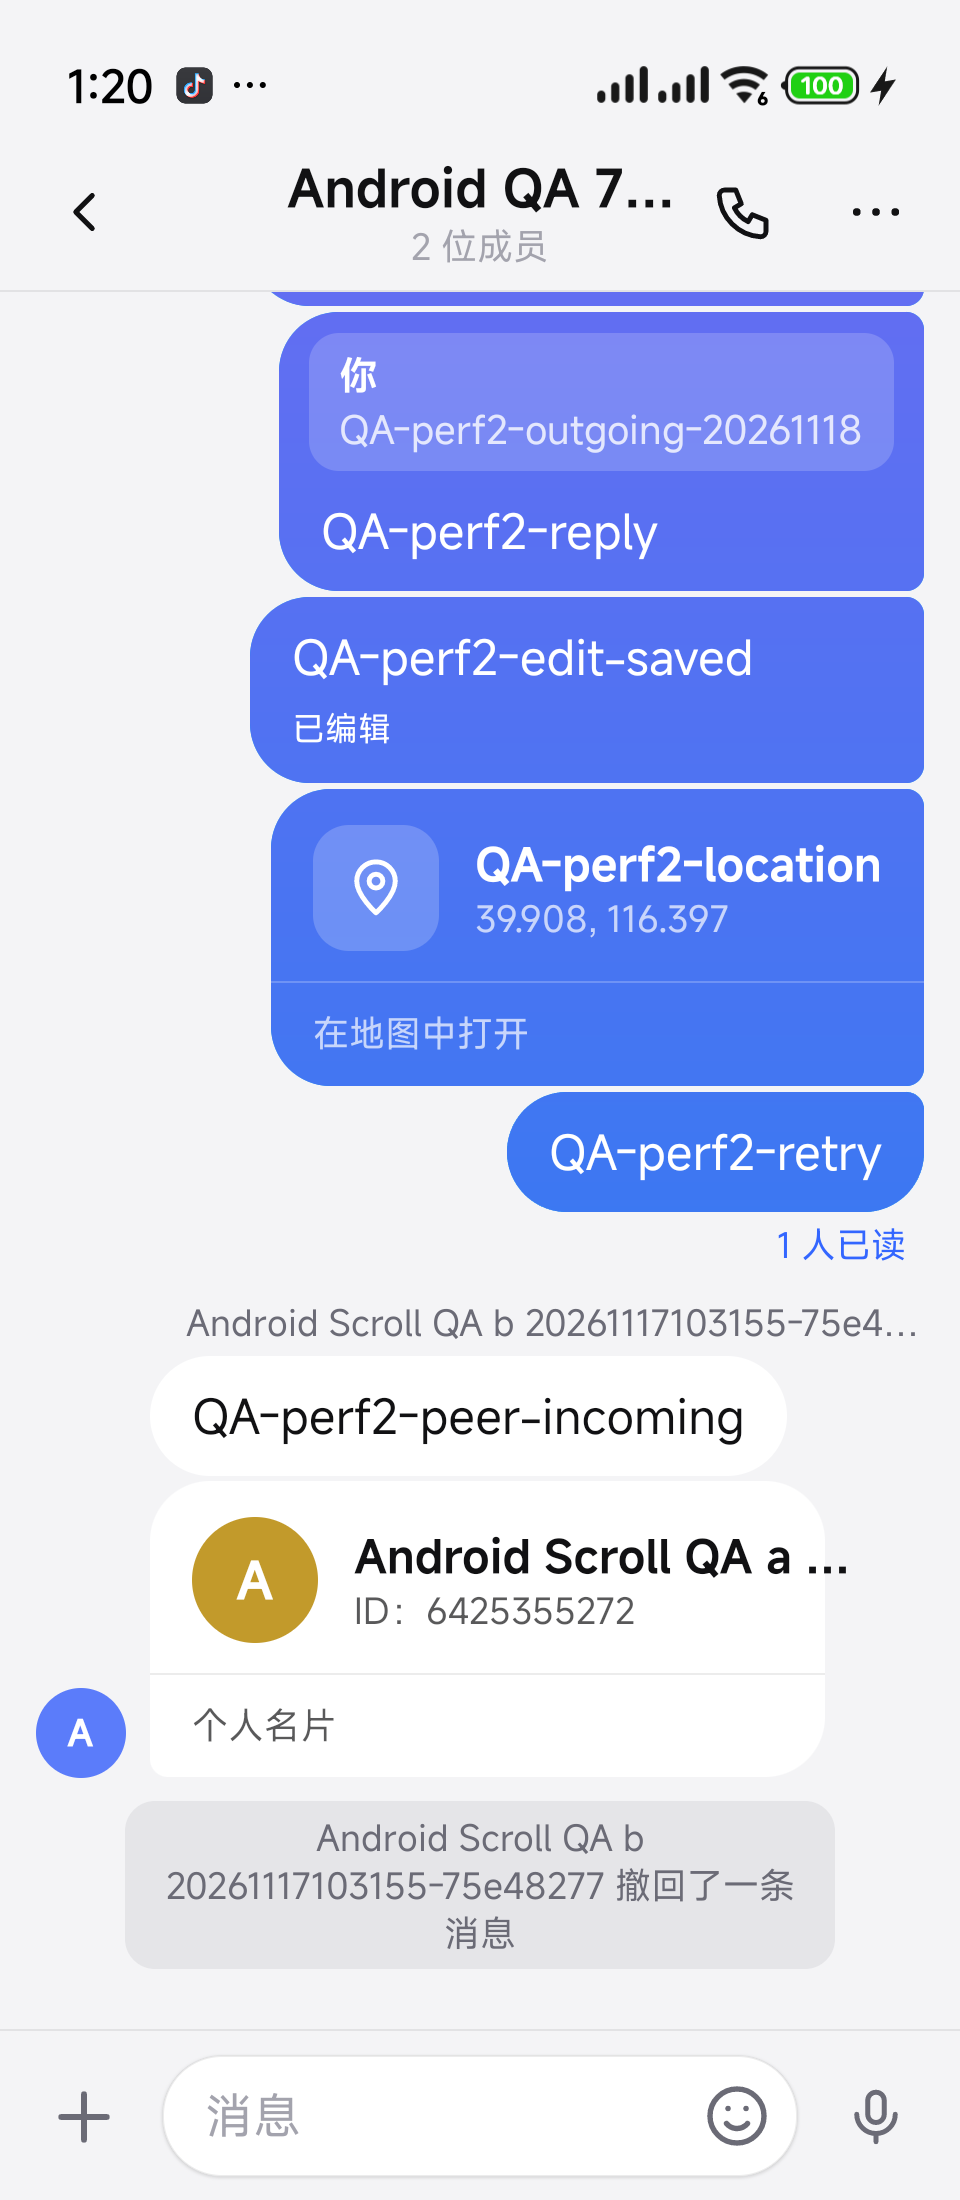 1:20
6
100
Android QA 7...
2 位成员
你
QA-perf2-outgoing-20261118
QA-perf2-reply
QA-perf2-edit-saved
已编辑
QA-perf2-location
39.908, 116.397
在地图中打开
QA-perf2-retry
1 人已读
Android Scroll QA b 20261117103155-75e4...
QA-perf2-peer-incoming
A
Android Scroll QA a ...
ID：6425355272
个人名片
A
Android Scroll QA b
20261117103155-75e48277 撤回了一条
消息
消息